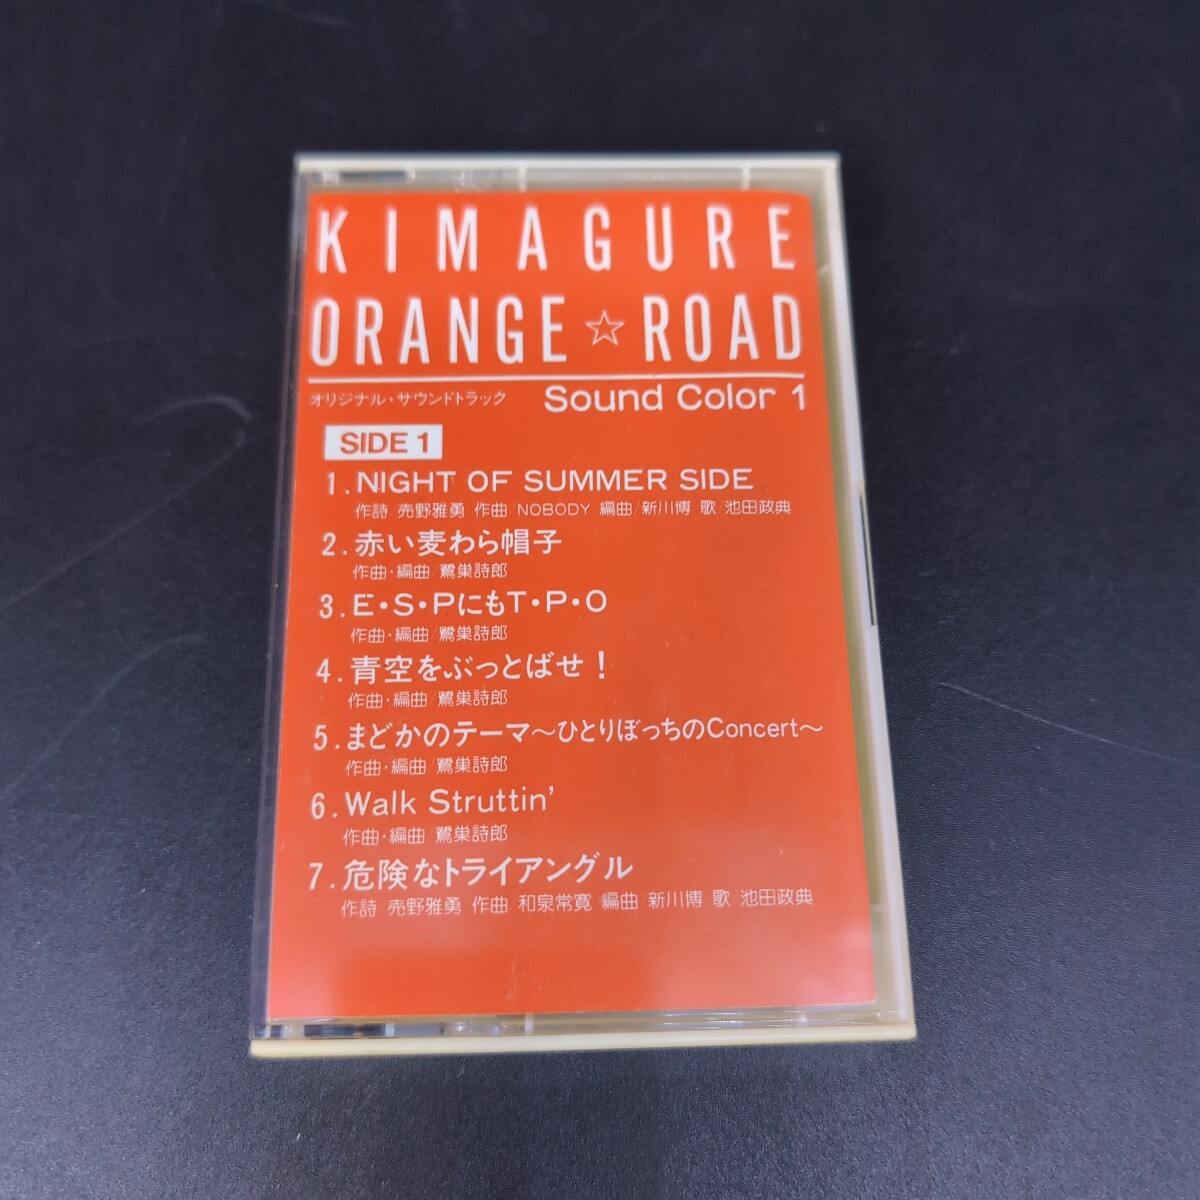 KIMAGURE
ORANGE☆ROAD
オリジナル・サウンドトラック Sound Color 1
SIDE 1
1. NIGHT OF SUMMER SIDE
作詩/売野雅勇 作曲/NOBODY 編曲/新川博 歌/池田政典
2. 赤い麦わら帽子
作曲・編曲/鷺巣詩郎
3. E・S・PにもT・P・O
作曲・編曲/鷺巣詩郎
4. 青空をぶっとばせ！
作曲・編曲/鷺巣詩郎
5. まどかのテーマ〜ひとりぼっちのConcert〜
作曲・編曲/鷺巣詩郎
6. Walk Struttin'
作曲・編曲 鷺巣詩郎
7. 危険なトライアングル
作詩 売野雅勇 作曲/和泉常寛 編曲 新川博 歌/池田政典